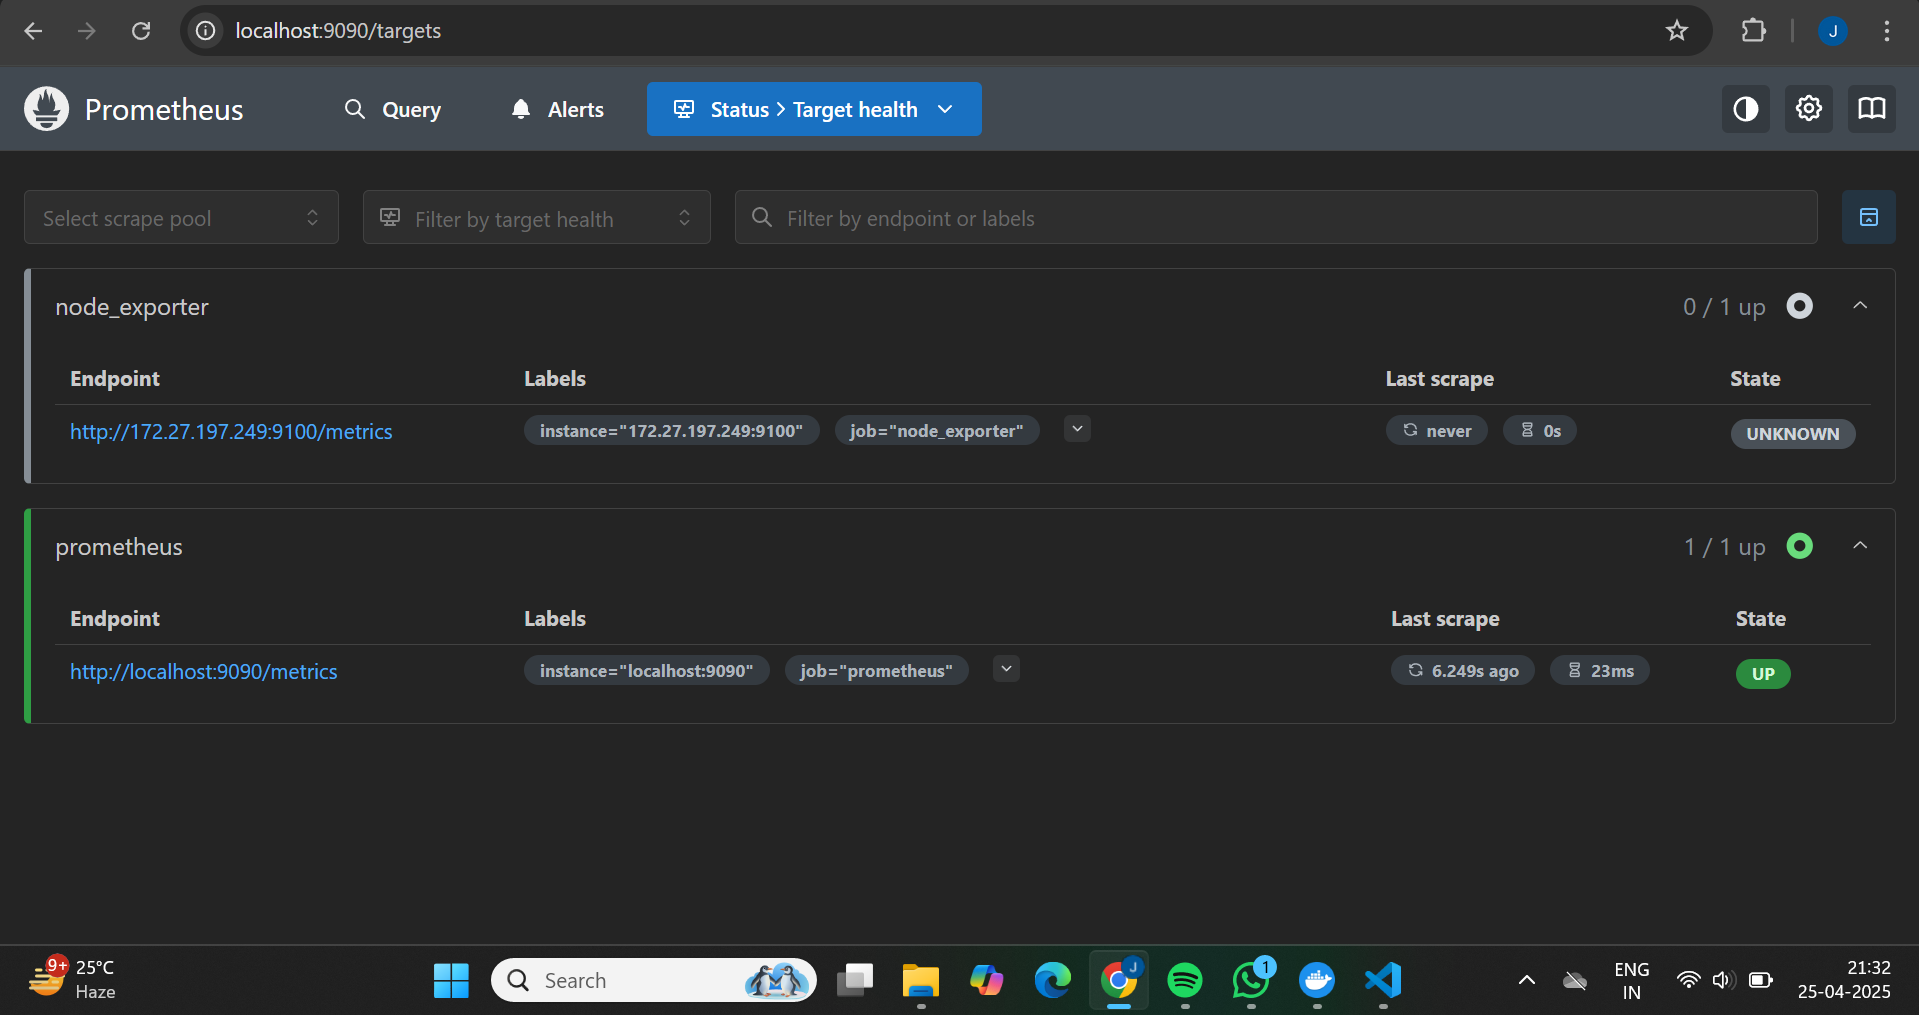 localhost:9090/targets
J
Prometheus
Query
Alerts
Status > Target health
Select scrape pool
Filter by target health
Filter by endpoint or labels
node_exporter
0 / 1 up
Endpoint Labels Last scrape State
http://172.27.197.249:9100/metrics instance="172.27.197.249:9100" job="node_exporter" never 0s UNKNOWN
prometheus
1 / 1 up
Endpoint Labels Last scrape State
http://localhost:9090/metrics instance="localhost:9090" job="prometheus" 6.249s ago 23ms UP
9+
25°C
Haze
Search
J
1
ENG
IN
21:32
25-04-2025